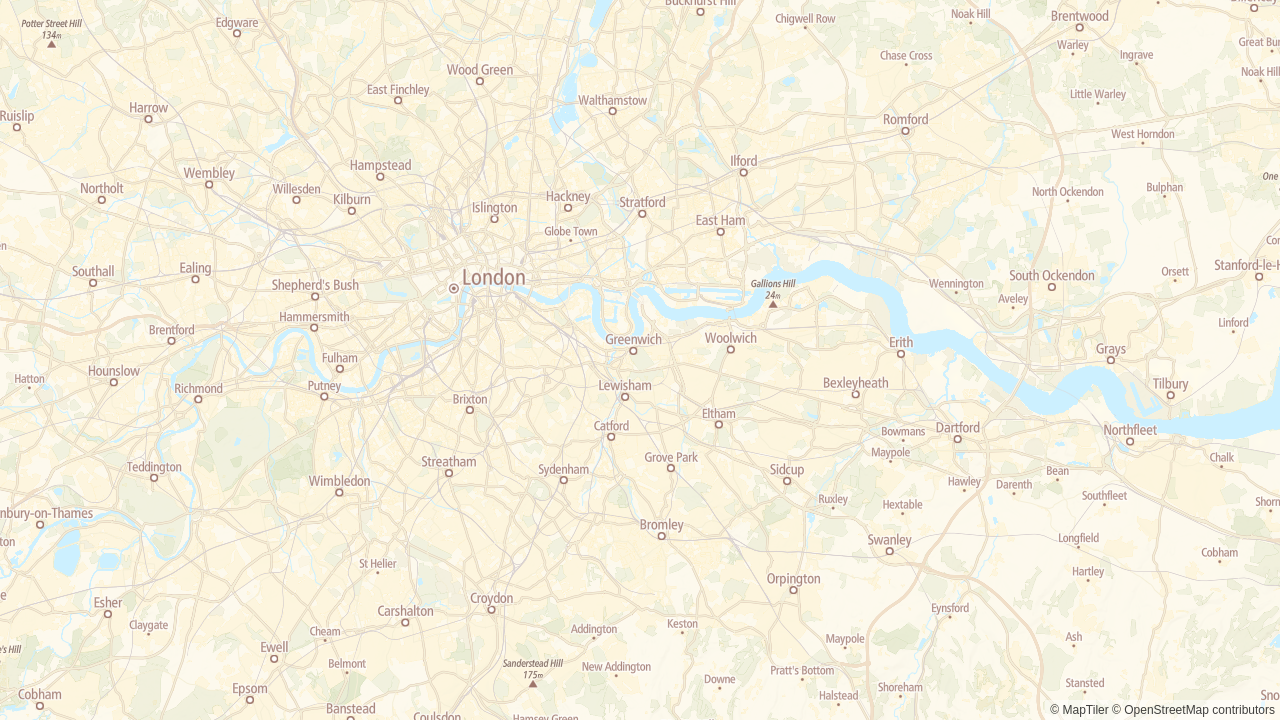 Buckhurst Hill
Potter Street Hill
134m
Edgware
Chigwell Row
Noak Hill
Brentwood
Warley
Ingrave
Chase Cross
Wood Green
East Finchley
Little Warley
Noak Hill
Harrow
Walthamstow
Ruislip
Romford
West Horndon
Ilford
Hampstead
Wembley
Willesden
Northolt
Kilburn
Hackney
Islington
Stratford
North Ockendon
Bulphan
One
East Ham
Globe Town
Southall
Ealing
Shepherd's Bush
London
Gallions Hill
24m
Wennington
South Ockendon
Orsett
Aveley
Hammersmith
Brentford
Greenwich
Woolwich
Erith
Linford
Grays
Fulham
Hounslow
Hatton
Richmond
Putney
Lewisham
Bexleyheath
Tilbury
Brixton
Eltham
Catford
Bowmans
Dartford
Northfleet
Maypole
Teddington
Streatham
Sydenham
Grove Park
Sidcup
Chalk
Bean
Wimbledon
Hawley
Darenth
Ruxley
Hextable
Southfleet
Bromley
Swanley
Longfield
Cobham
St Helier
Orpington
Hartley
Esher
Croydon
Carshalton
Eynsford
Claygate
Cheam
Addington
Keston
Maypole
Ash
Ewell
Belmont
Sanderstead Hill
175m
New Addington
Pratt's Bottom
Downe
Stansted
Shoreham
Halstead
Cobham
Epsom
Banstead
Coulsdon
Hamsey Green
© MapTiler © OpenStreetMap contributors